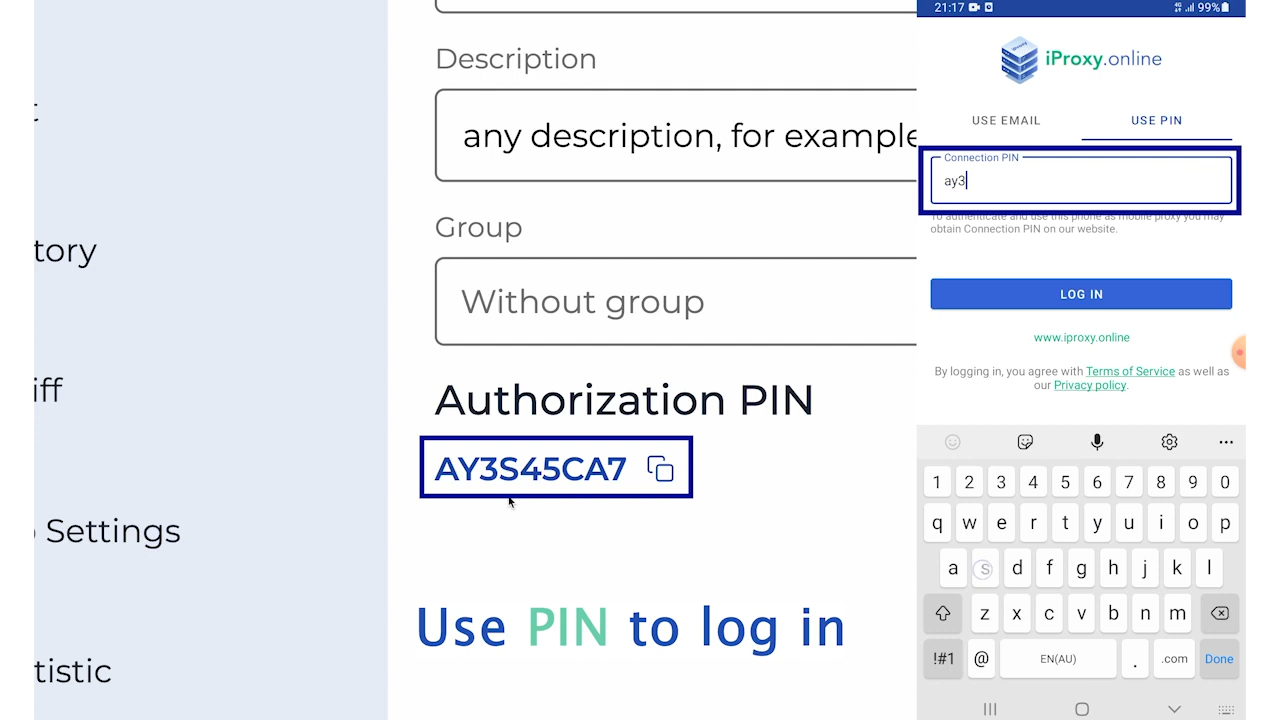 t
tory
iff
Settings
tistic
Description
any description, for example
Group
Without group
Authorization PIN
AY3S45CA7
Use PIN to log in
21:17
4G
99%
iProxy.online
USE EMAIL
USE PIN
Connection PIN
ay3
To authenticate and use this phone as mobile proxy you may
obtain Connection PIN on our website.
LOG IN
www.iproxy.online
By logging in, you agree with Terms of Service as well as
our Privacy policy.
1 2 3 4 5 6 7 8 9 0
q w e r t y u i o p
a s d f g h j k l
z x c v b n m
!#1 @ EN(AU) . .com Done